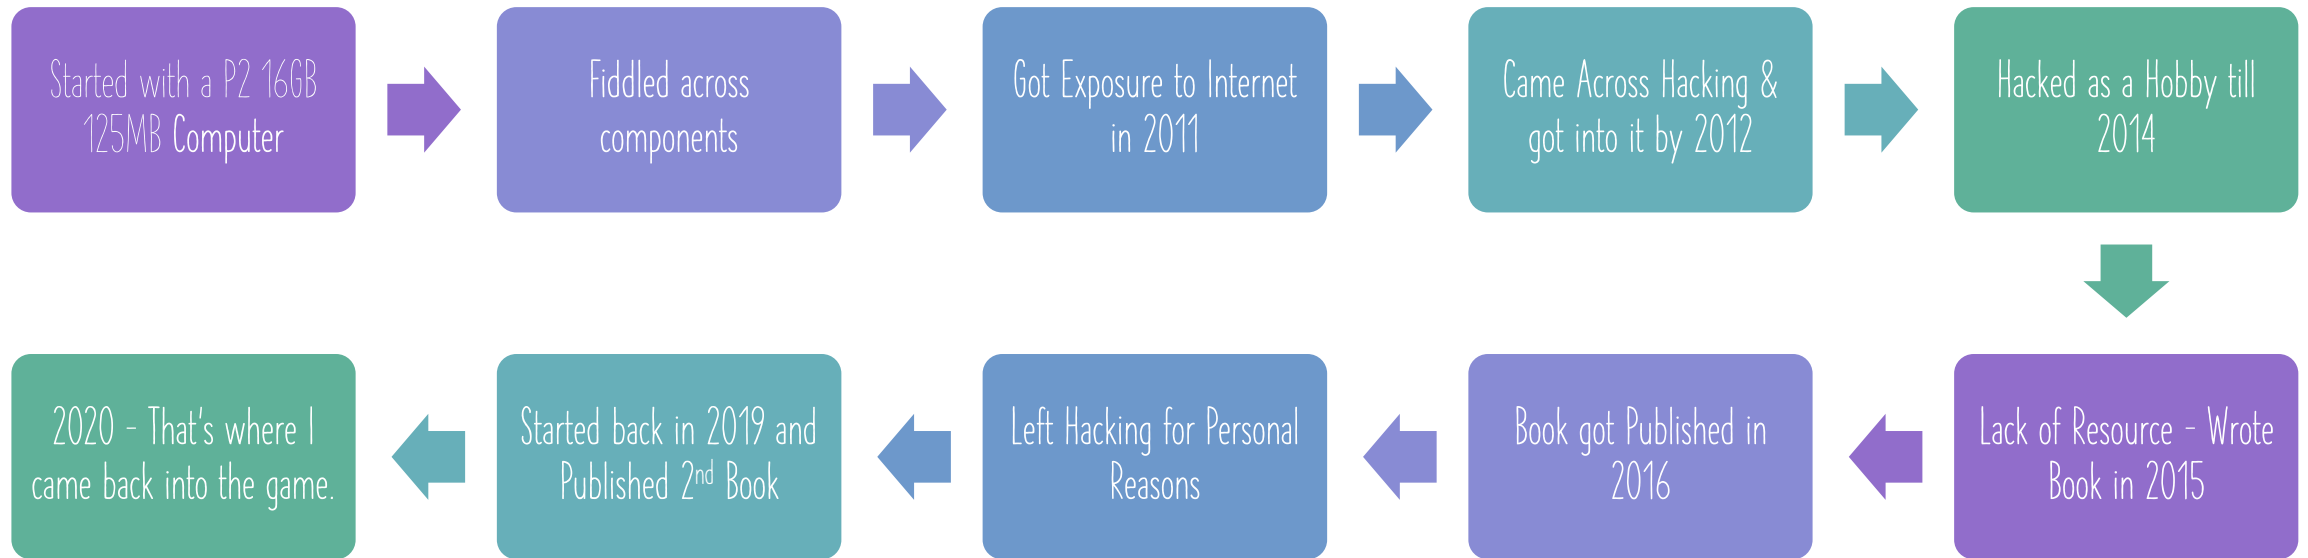 Started with a P2 16GB
125MB Computer
Fiddled across
components
Got Exposure to Internet
in 2011
Came Across Hacking &
got into it by 2012
Hacked as a Hobby till
2014
Lack of Resource - Wrote
Book in 2015
Book got Published in
2016
Left Hacking for Personal
Reasons
Started back in 2019 and
Published 2nd Book
2020 - That's where I
came back into the game.